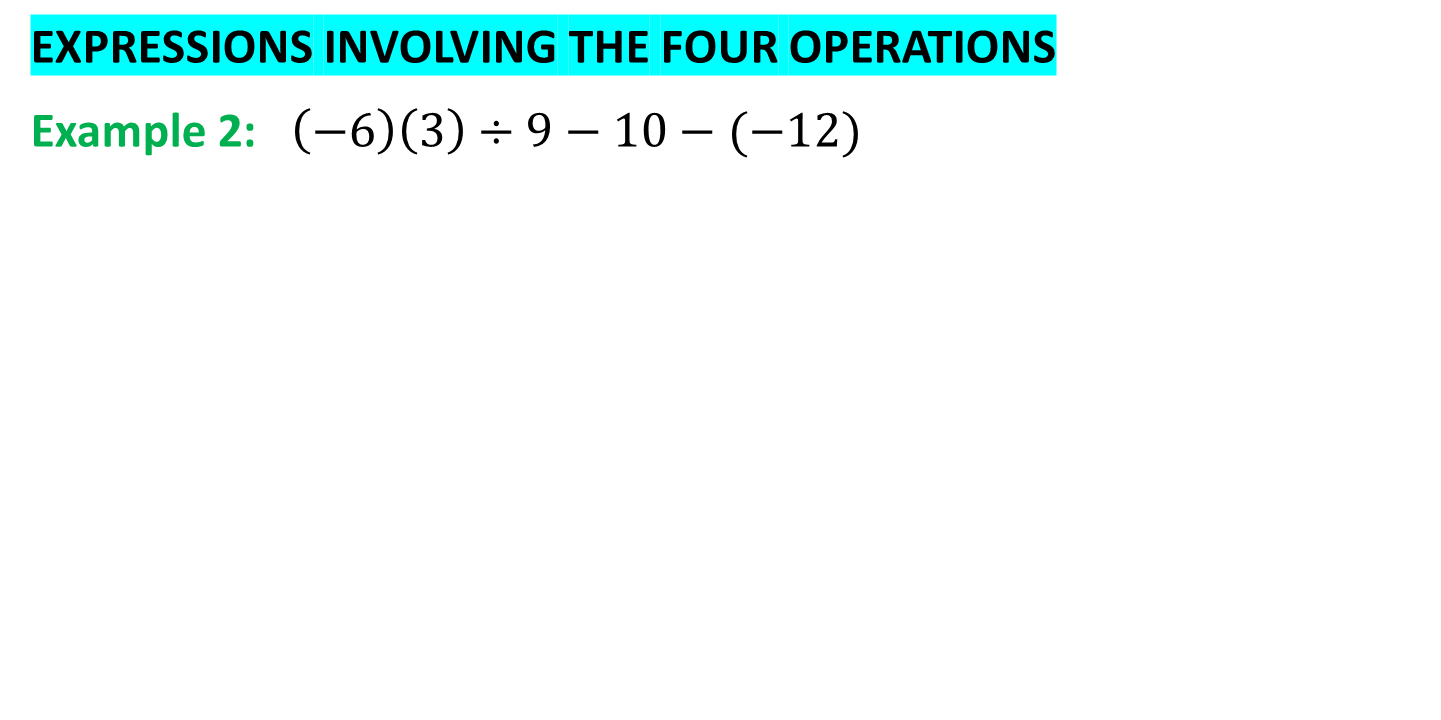 EXPRESSIONS INVOLVING THE FOUR OPERATIONS
Example 2: (−6)(3) ÷ 9 − 10 − (−12)